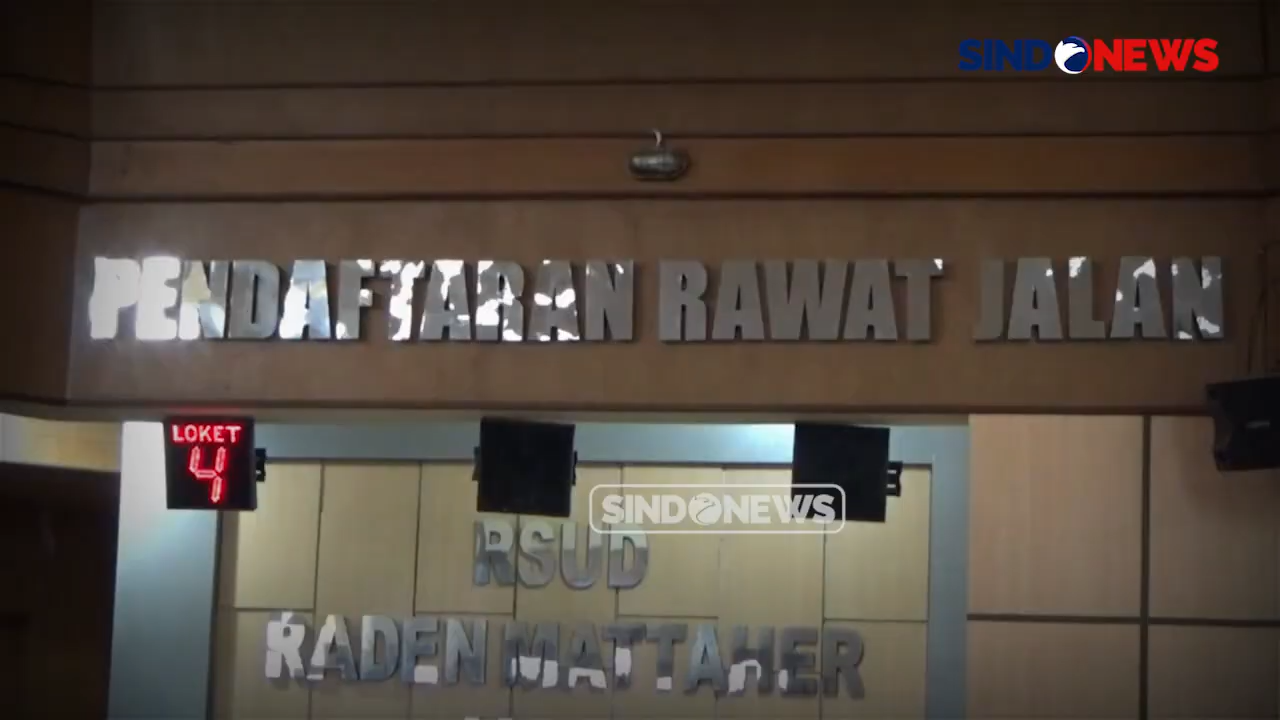 SINDONEWS
PENDAFTARAN RAWAT JALAN
LOKET
4
SINDONEWS
RSUD
RADEN MATTAHER